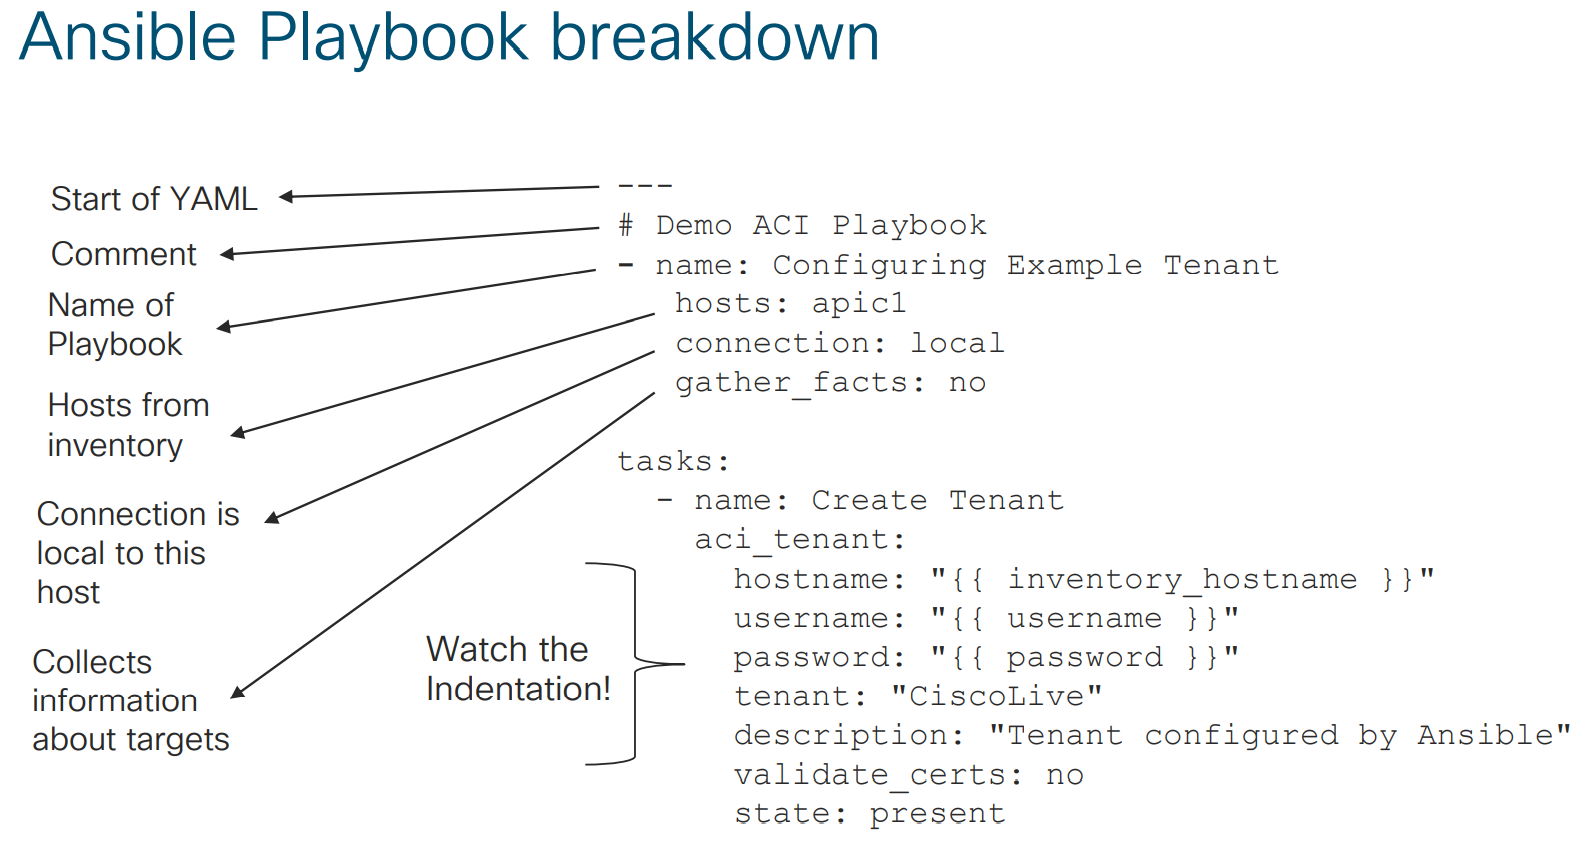 Ansible Playbook breakdown
Start of YAML
Comment
Name of
Playbook
Hosts from
inventory
Connection is
local to this
host
Collects
information
about targets
Watch the
Indentation!
---
# Demo ACI Playbook
- name: Configuring Example Tenant
   hosts: apic1
   connection: local
   gather_facts: no

tasks:
  - name: Create Tenant
    aci_tenant:
      hostname: "{{ inventory_hostname }}"
      username: "{{ username }}"
      password: "{{ password }}"
      tenant: "CiscoLive"
      description: "Tenant configured by Ansible"
      validate_certs: no
      state: present